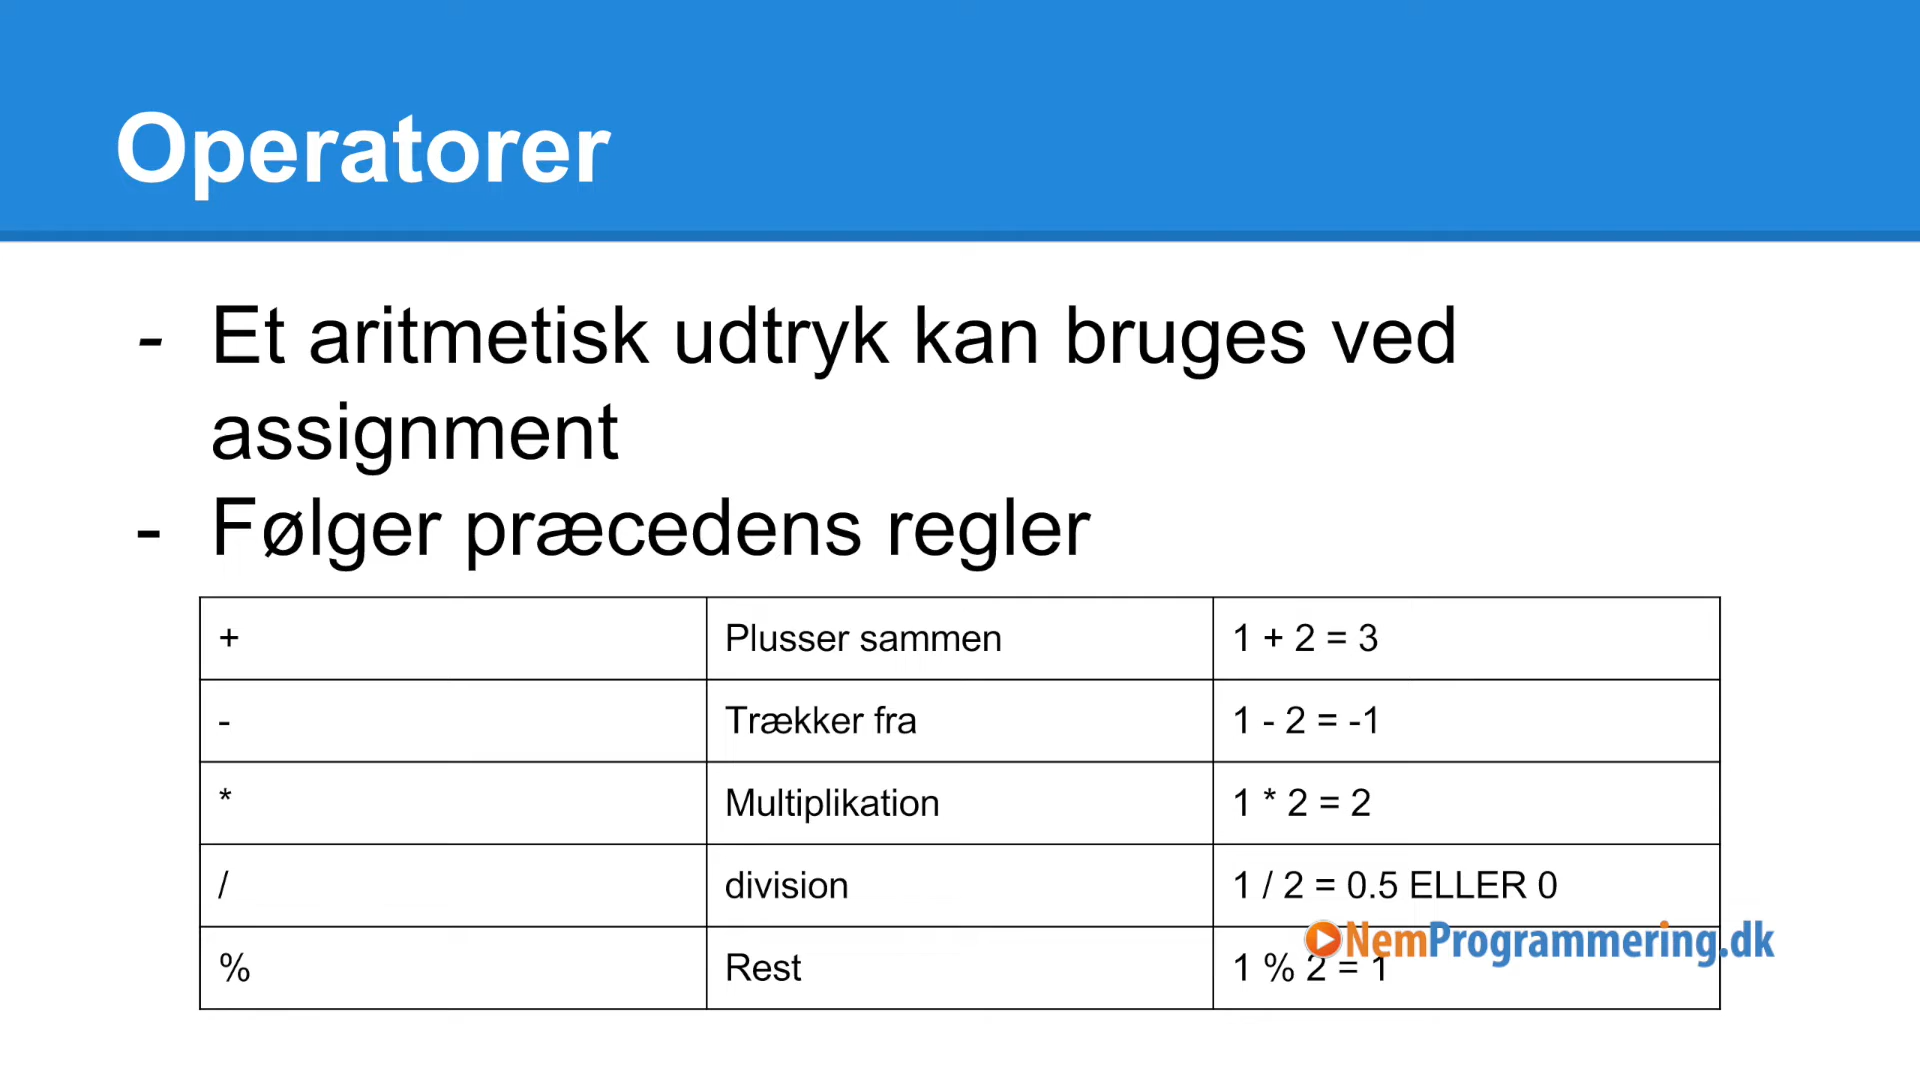 Operatorer
- Et aritmetisk udtryk kan bruges ved
assignment
- Følger præcedens regler
+ Plusser sammen 1 + 2 = 3
- Trækker fra 1 - 2 = -1
* Multiplikation 1 * 2 = 2
/ division 1 / 2 = 0.5 ELLER 0
NemProgrammering.dk
% Rest 1 % 2 = 1